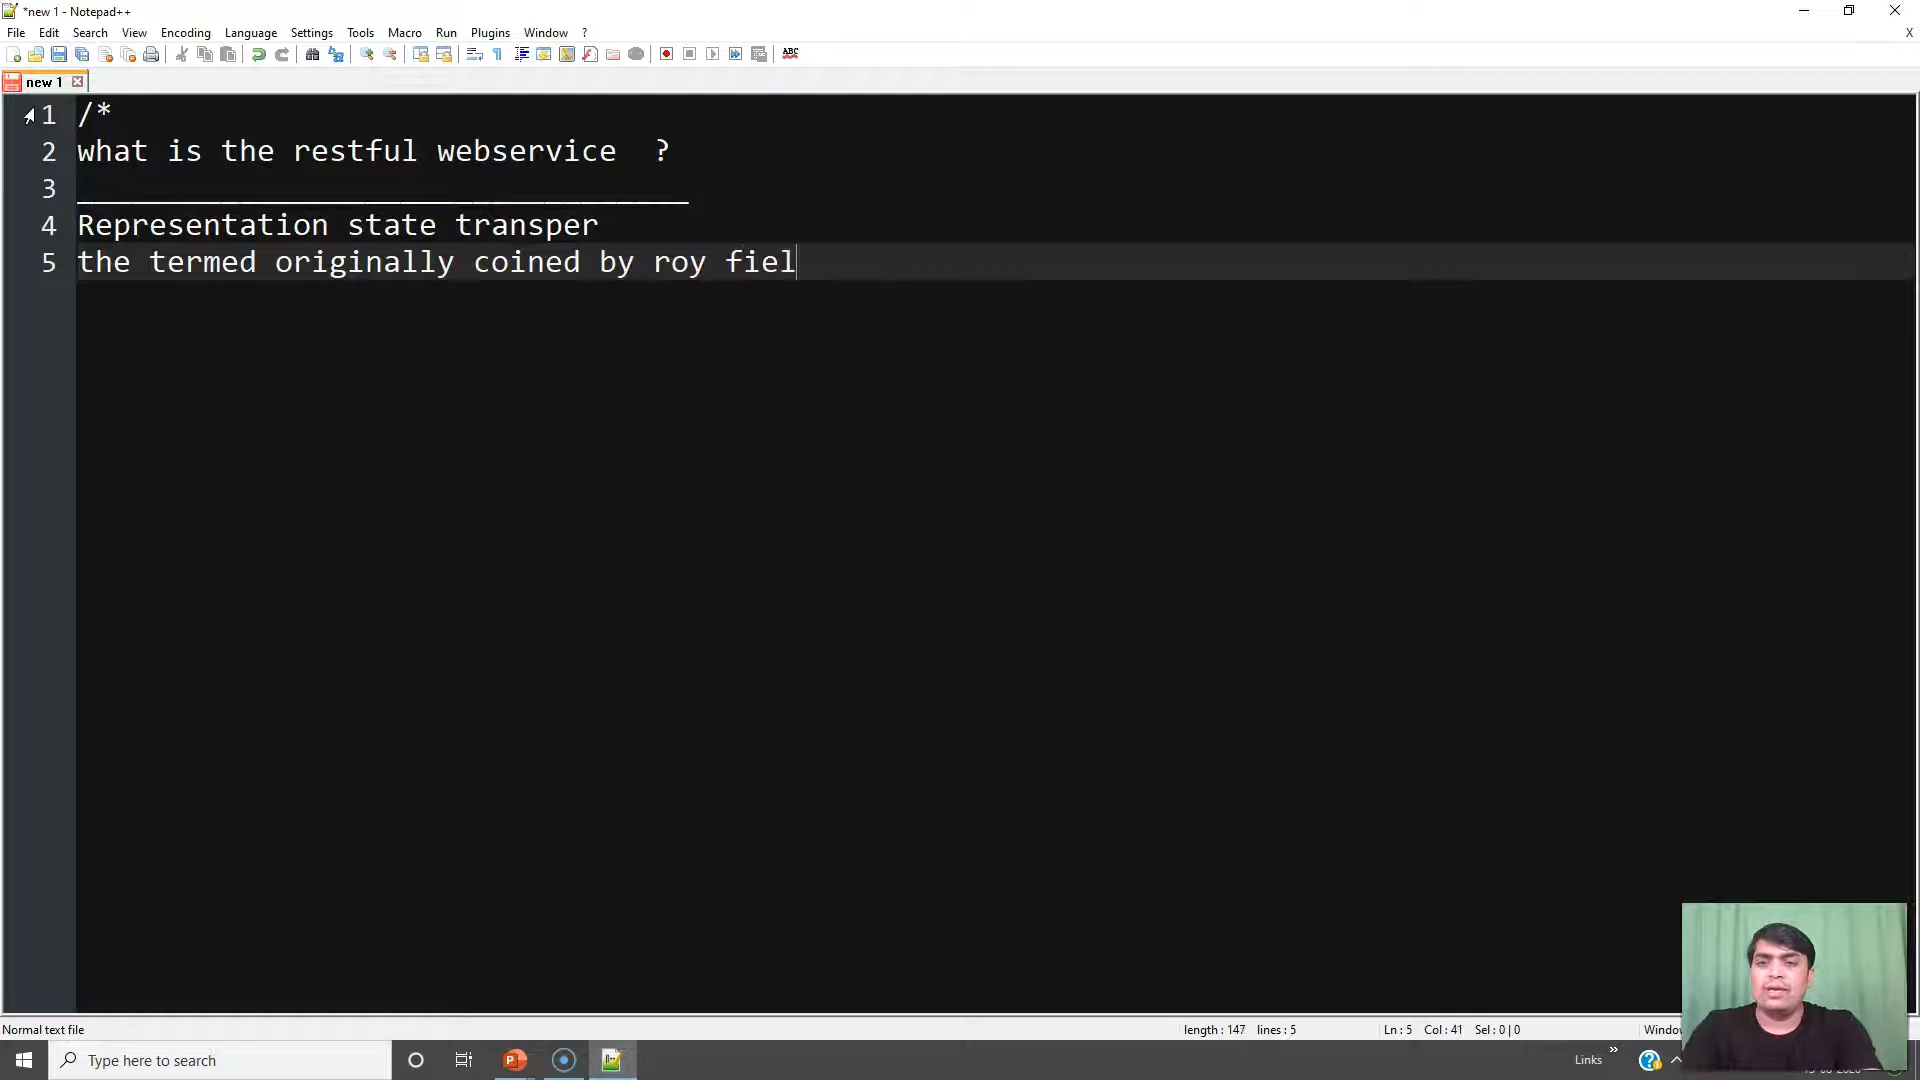 *new 1 - Notepad++
File Edit Search View Encoding Language Settings Tools Macro Run Plugins Window ? X
ABC
new 1
1 /*
2 what is the restful webservice  ?
3 __________________________________
4 Representation state transper
5 the termed originally coined by roy fiel
Normal text file length : 147 lines : 5 Ln : 5 Col : 41 Sel : 0 | 0
Type here to search Links